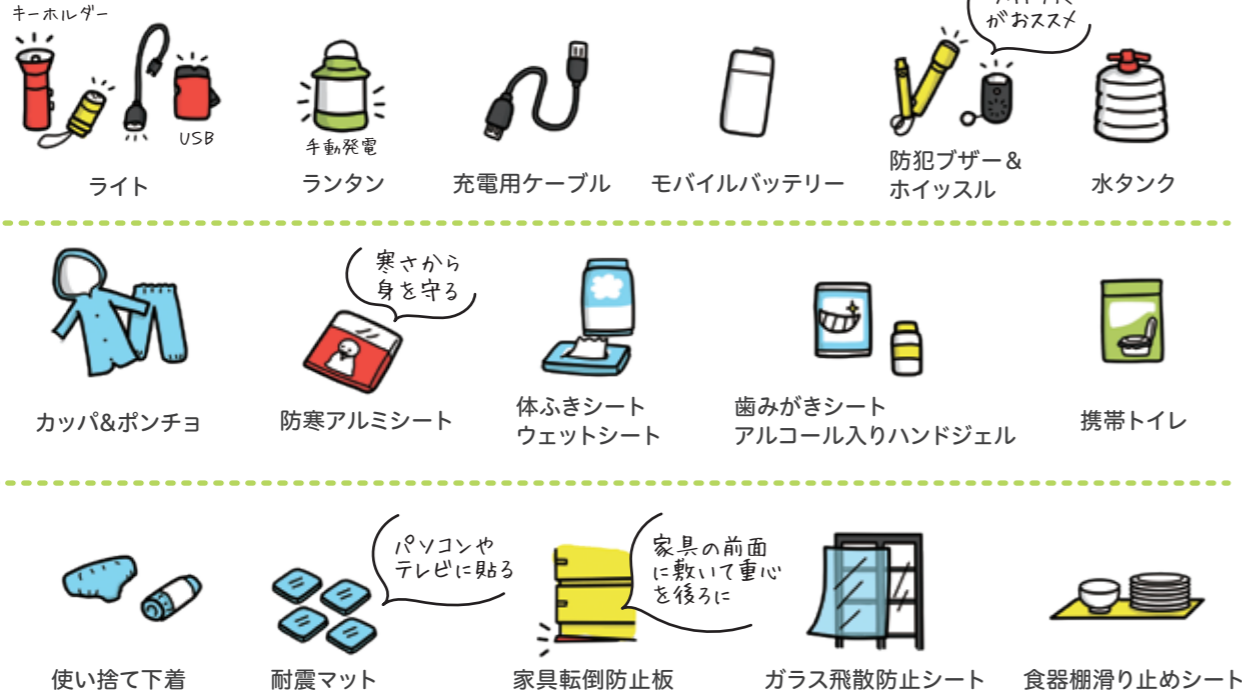 キーホルダー
がおススメ
USB
手動発電
ライト
ランタン
充電用ケーブル
モバイルバッテリー
防犯ブザー&
ホイッスル
水タンク
寒さから
身を守る
カッパ&ポンチョ
防寒アルミシート
体ふきシート
ウェットシート
歯みがきシート
アルコール入りハンドジェル
携帯トイレ
パソコンや
テレビに貼る
家具の前面
に敷いて重心
を後ろに
使い捨て下着
耐震マット
家具転倒防止板
ガラス飛散防止シート
食器棚滑り止めシート